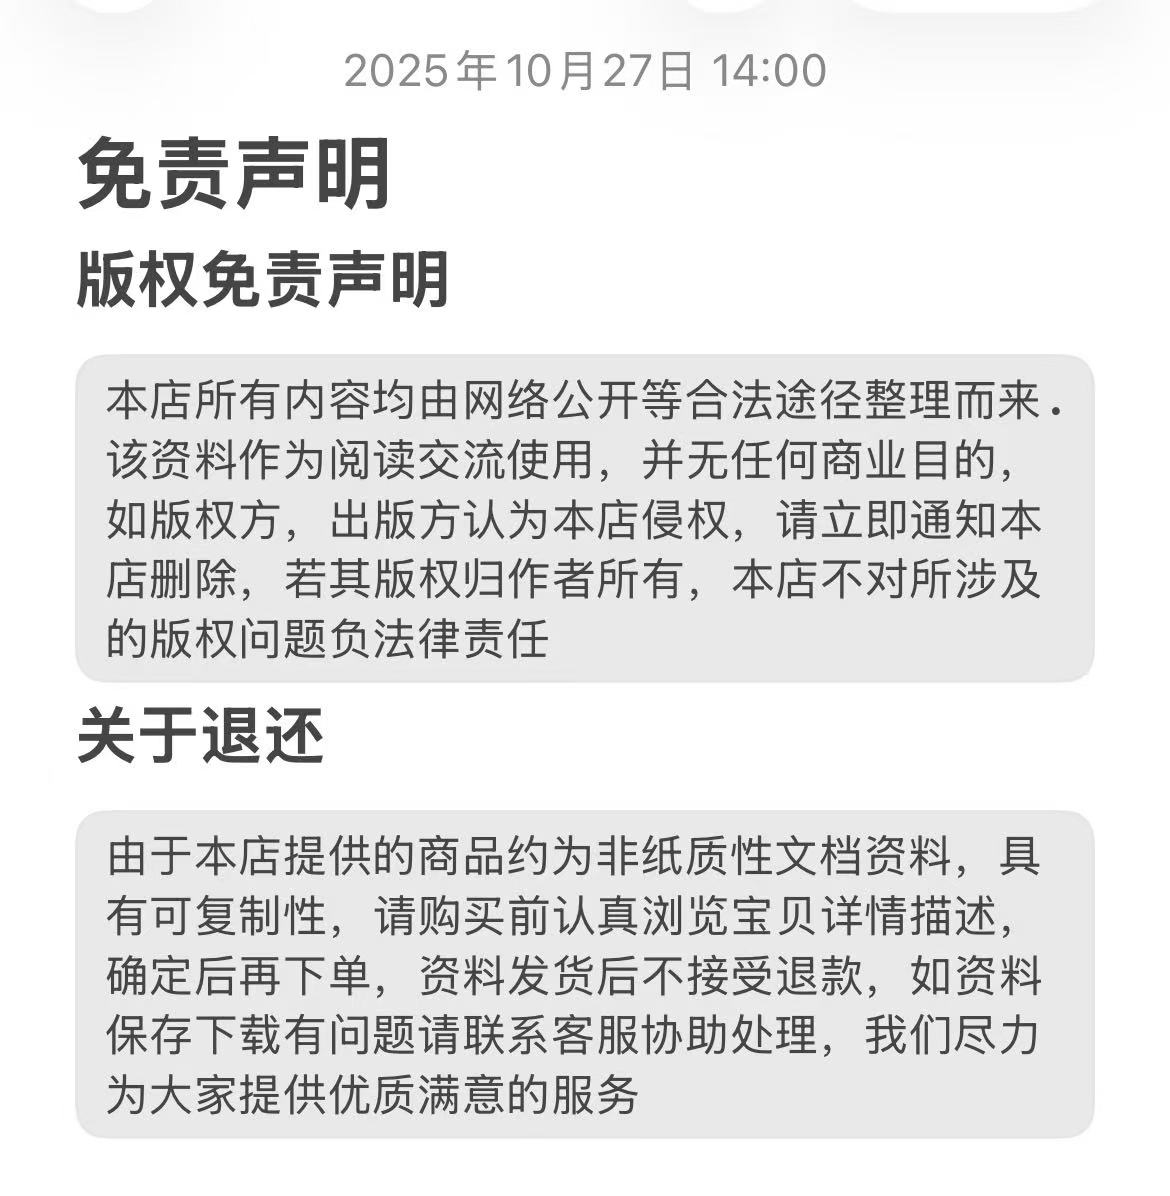 2025年10月27日 14:00
免责声明
版权免责声明
本店所有内容均由网络公开等合法途径整理而来.
该资料作为阅读交流使用，并无任何商业目的，
如版权方，出版方认为本店侵权，请立即通知本
店删除，若其版权归作者所有，本店不对所涉及
的版权问题负法律责任
关于退还
由于本店提供的商品约为非纸质性文档资料，具
有可复制性，请购买前认真浏览宝贝详情描述，
确定后再下单，资料发货后不接受退款，如资料
保存下载有问题请联系客服协助处理，我们尽力
为大家提供优质满意的服务